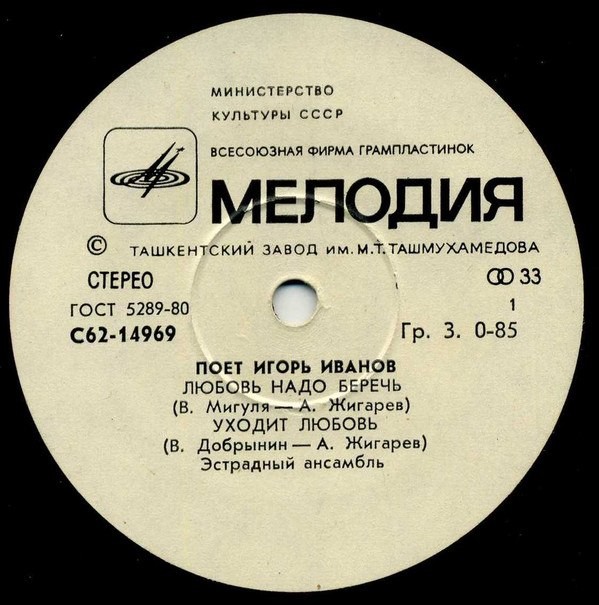 МИНИСТЕРСТВО
КУЛЬТУРЫ СССР
ВСЕСОЮЗНАЯ ФИРМА ГРАМПЛАСТИНОК
МЕЛОДИЯ
© ТАШКЕНТСКИЙ ЗАВОД ИМ. М.Т. ТАШМУХАМЕДОВА
СТЕРЕО 33
ГОСТ 5289-80 1
С62-14969 Гр. 3. 0-85
ПОЕТ ИГОРЬ ИВАНОВ
ЛЮБОВЬ НАДО БЕРЕЧЬ
(В. Мигуля — А. Жигарев)
УХОДИТ ЛЮБОВЬ
(В. Добрынин — А. Жигарев)
Эстрадный ансамбль